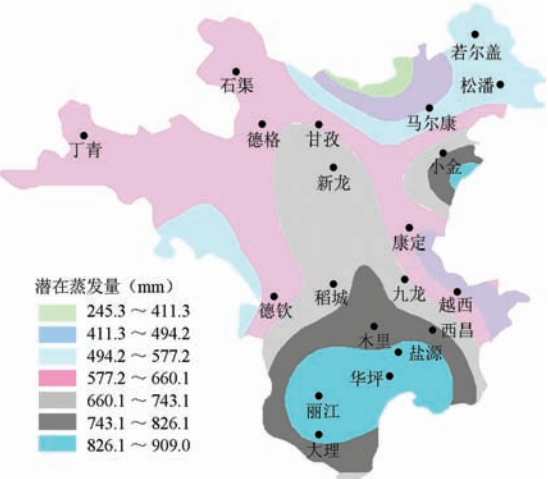 若尔盖
松潘
石渠
马尔康
德格
甘孜
丁青
小金
新龙
康定
潜在蒸发量（mm）
245.3～411.3
411.3～494.2
494.2～577.2
577.2～660.1
660.1～743.1
743.1～826.1
826.1～909.0
德钦
稻城
九龙
越西
木里
西昌
盐源
华坪
丽江
大理